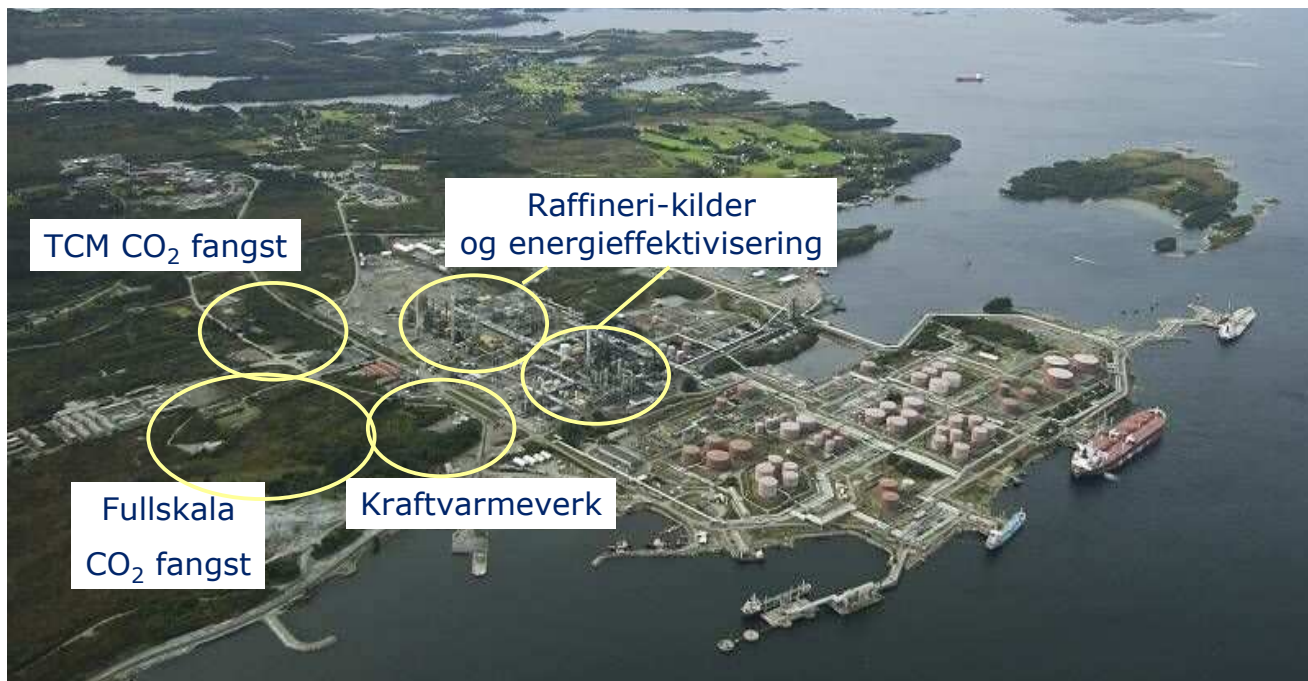 Raffineri-kilder
og energieffektivisering
TCM CO₂ fangst
Kraftvarmeverk
Fullskala
CO₂ fangst